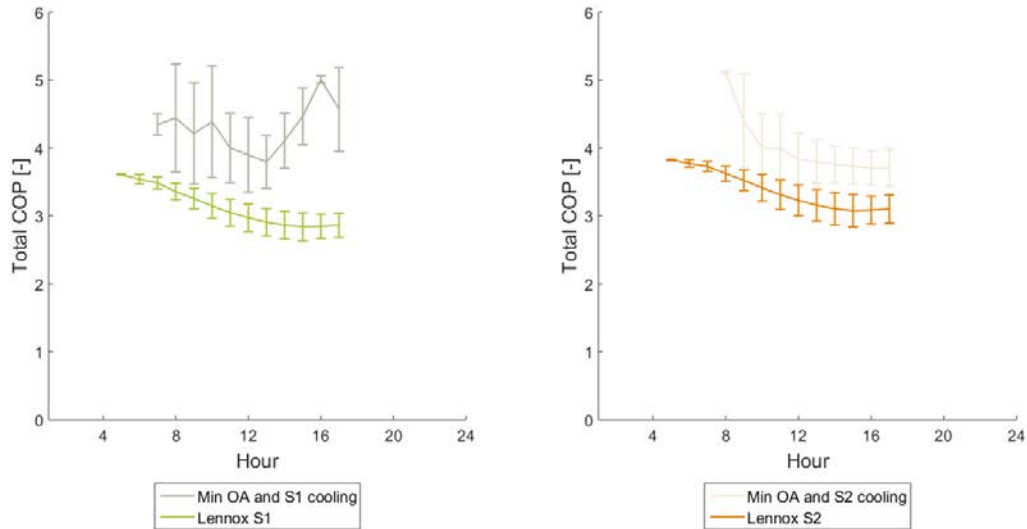 6
5
4
3
2
1
0
Total COP [-]
4 8 12 16 20 24
Hour
Min OA and S1 cooling
Lennox S1
6
5
4
3
2
1
0
Total COP [-]
4 8 12 16 20 24
Hour
Min OA and S2 cooling
Lennox S2